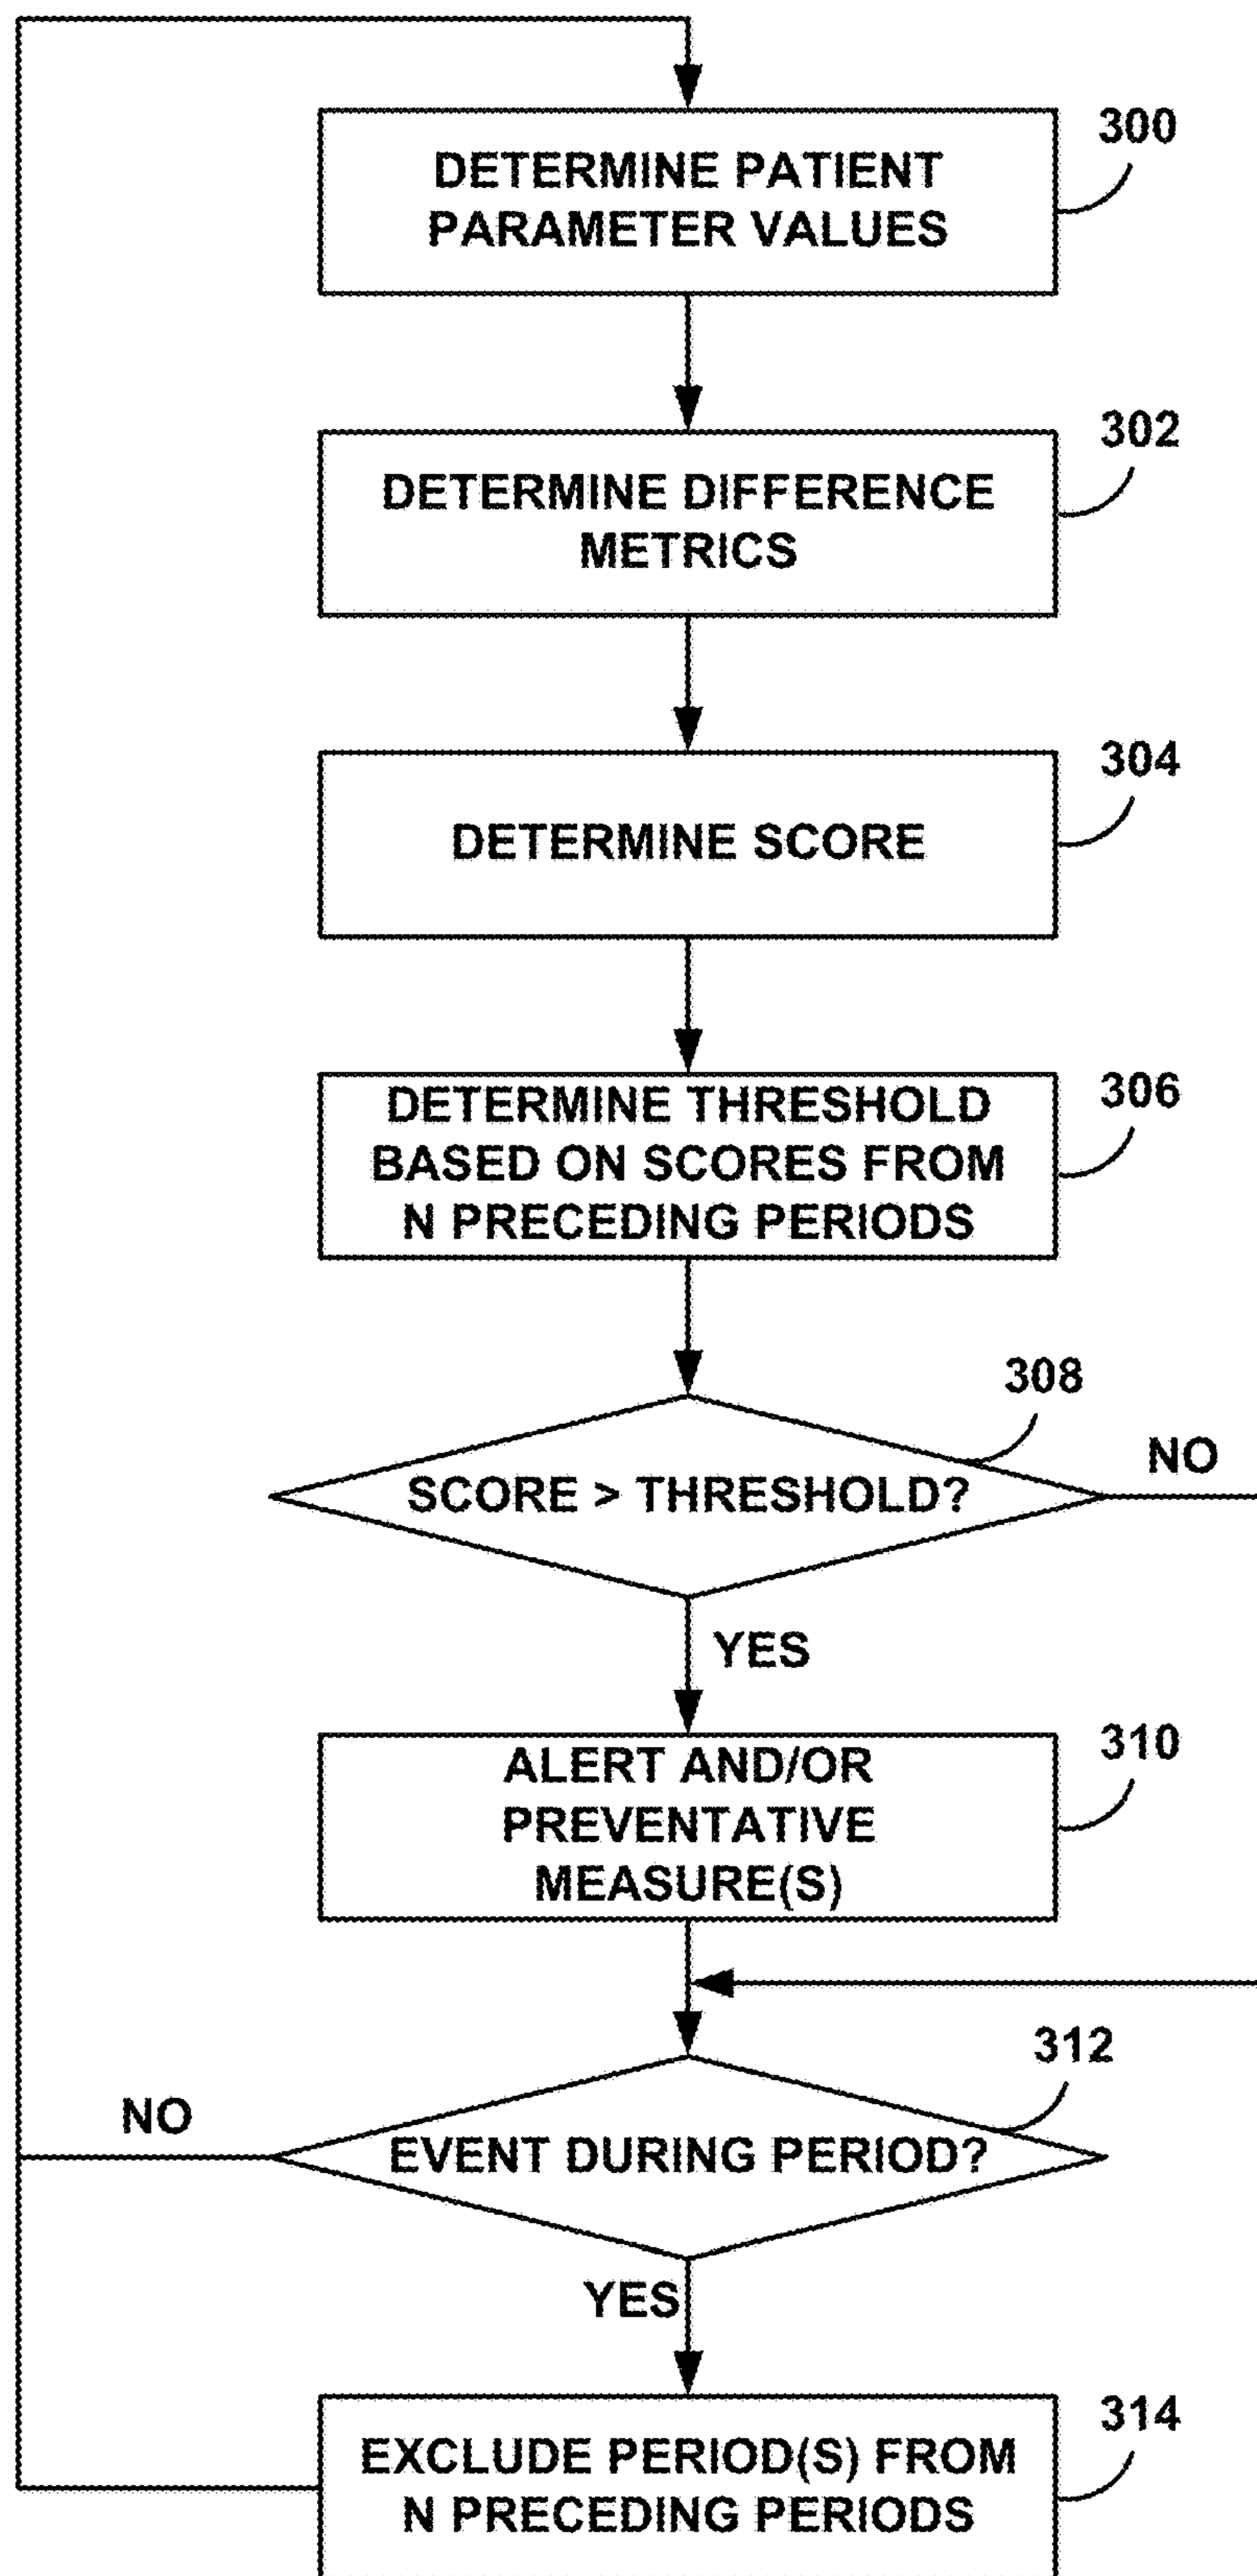 300
DETERMINE PATIENT
PARAMETER VALUES
302
DETERMINE DIFFERENCE
METRICS
304
DETERMINE SCORE
306
DETERMINE THRESHOLD
BASED ON SCORES FROM
N PRECEDING PERIODS
308
NO
SCORE > THRESHOLD?
YES
310
ALERT AND/OR
PREVENTATIVE
MEASURE(S)
312
NO
EVENT DURING PERIOD?
YES
314
EXCLUDE PERIOD(S) FROM
N PRECEDING PERIODS